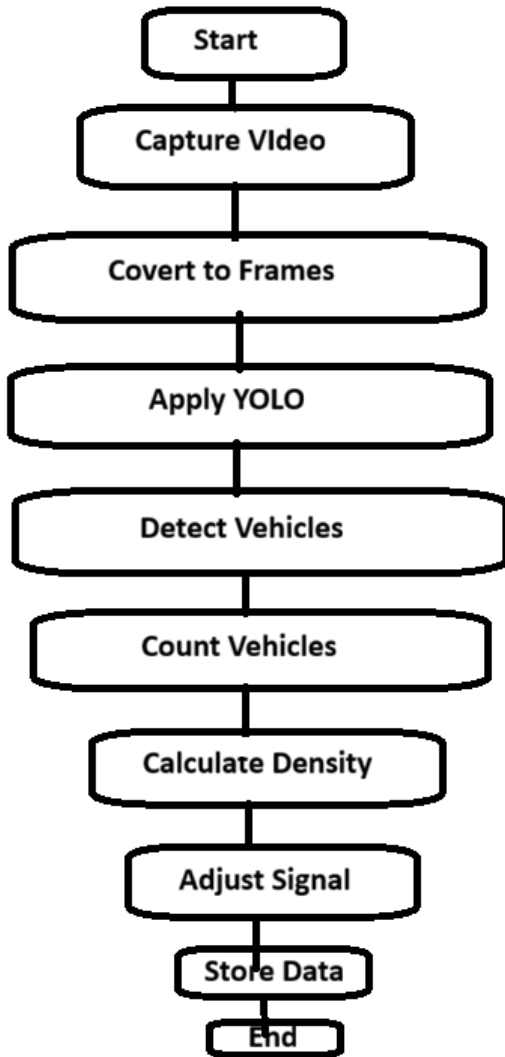 Start
Capture VIdeo
Covert to Frames
Apply YOLO
Detect Vehicles
Count Vehicles
Calculate Density
Adjust Signal
Store Data
End